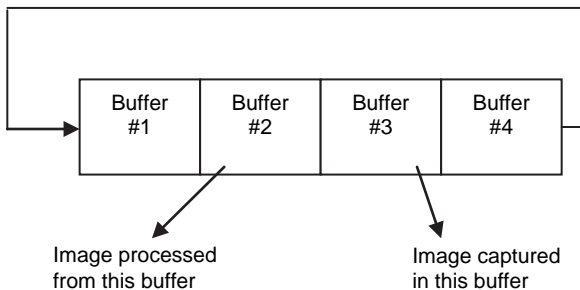 Buffer
#1
Buffer
#2
Buffer
#3
Buffer
#4
Image processed
from this buffer
Image captured
in this buffer